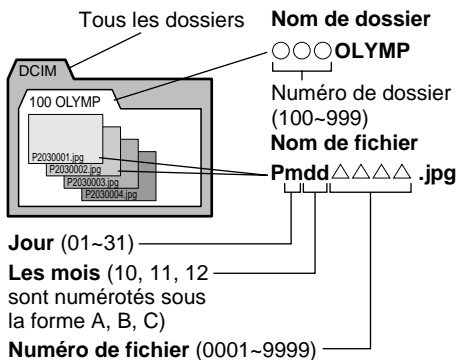 Tous les dossiers
DCIM
100 OLYMP
P2030001.jpg
P2030002.jpg
P2030003.jpg
P2030004.jpg
Nom de dossier
○○○OLYMP
Numéro de dossier
(100~999)
Nom de fichier
Pmdd△△△△.jpg
Jour (01~31)
Les mois (10, 11, 12
sont numérotés sous
la forme A, B, C)
Numéro de fichier (0001~9999)